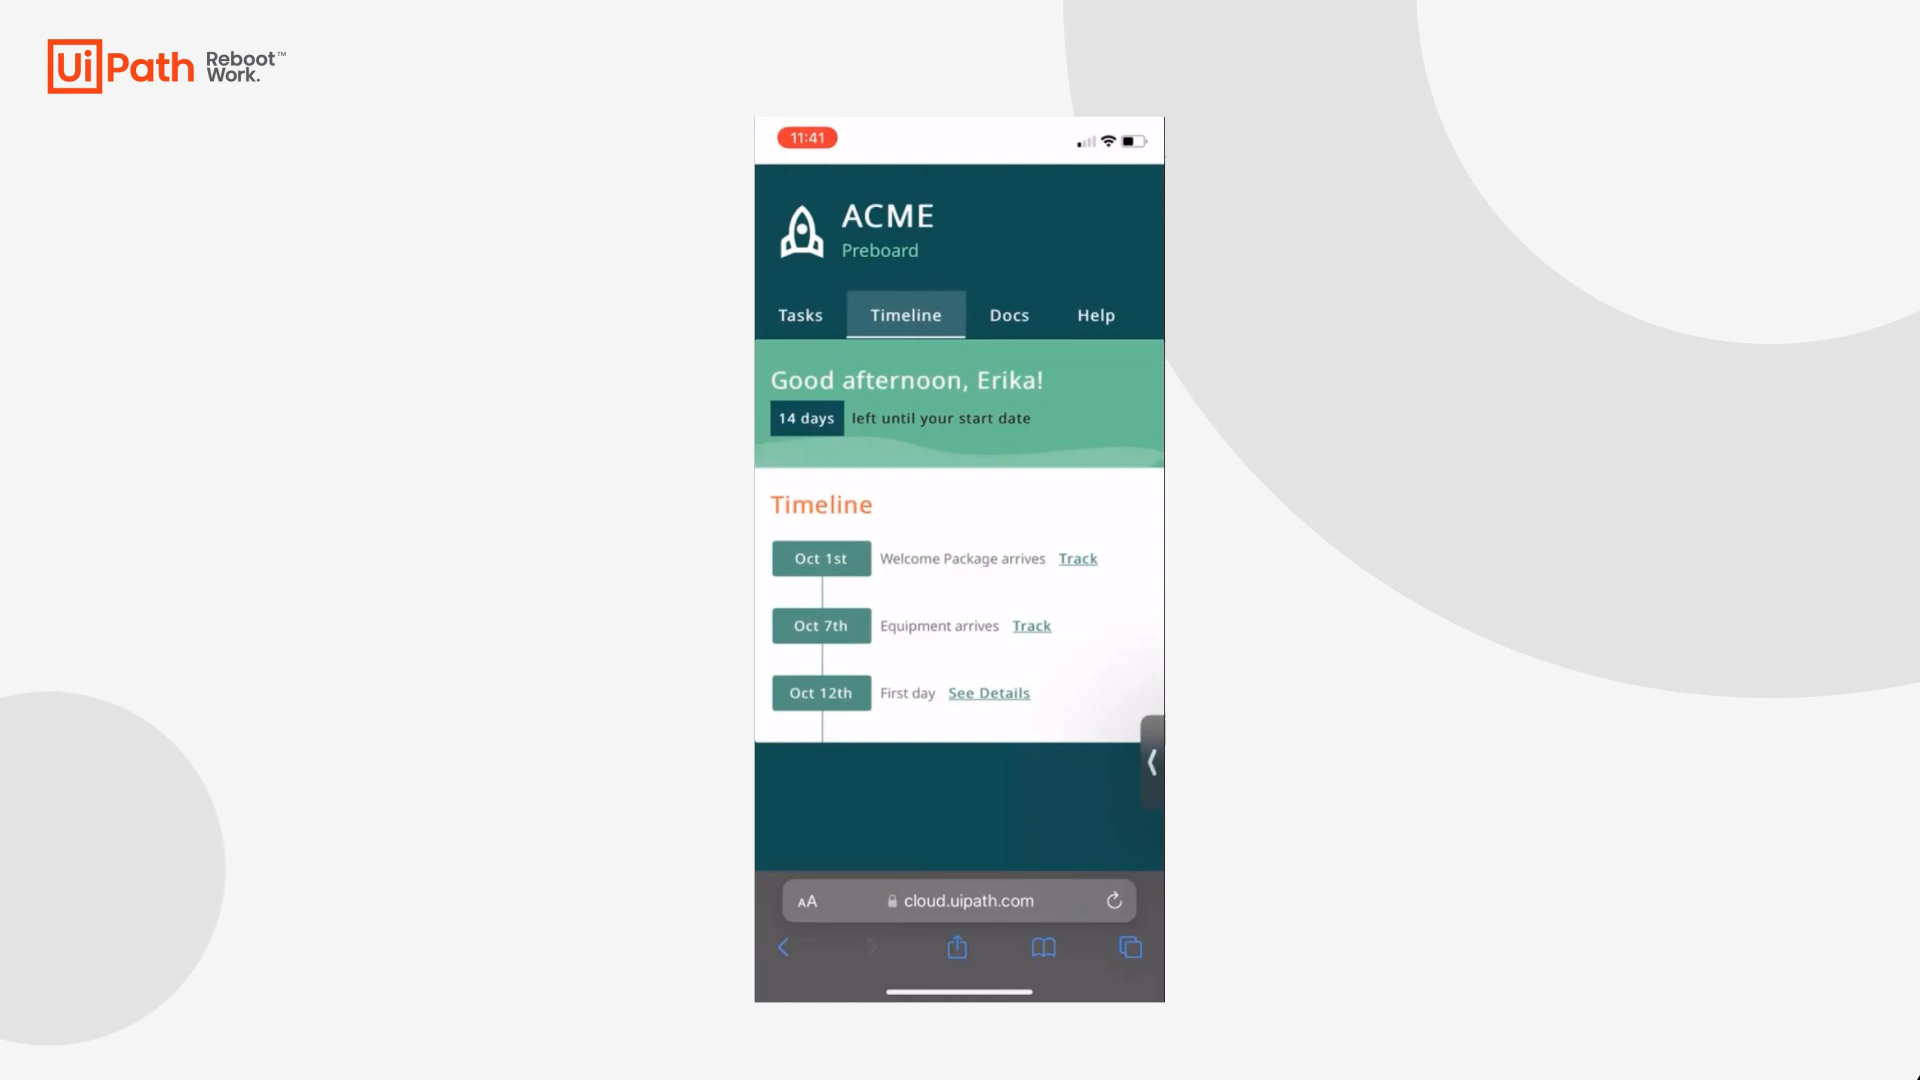 UiPath Reboot™
Work.
11:41
ACME
Preboard
Tasks Timeline Docs Help
Good afternoon, Erika!
14 days left until your start date
Timeline
Oct 1st Welcome Package arrives Track
Oct 7th Equipment arrives Track
Oct 12th First day See Details
AA cloud.uipath.com